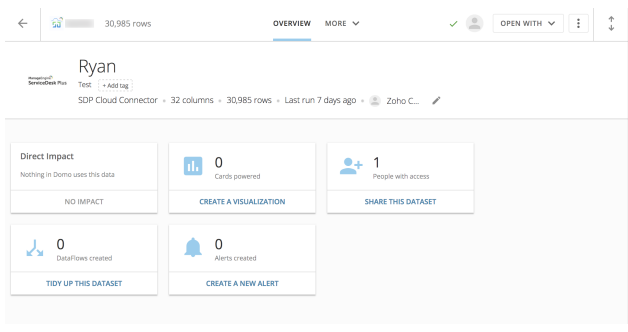 30,985 rows
OVERVIEW
MORE
OPEN WITH
Ryan
ManageEngine
ServiceDesk Plus
Test
+ Add tag
SDP Cloud Connector • 32 columns • 30,985 rows • Last run 7 days ago • Zoho C...
Direct Impact
Nothing in Domo uses this data
NO IMPACT
0
Cards powered
CREATE A VISUALIZATION
1
People with access
SHARE THIS DATASET
0
DataFlows created
TIDY UP THIS DATASET
0
Alerts created
CREATE A NEW ALERT